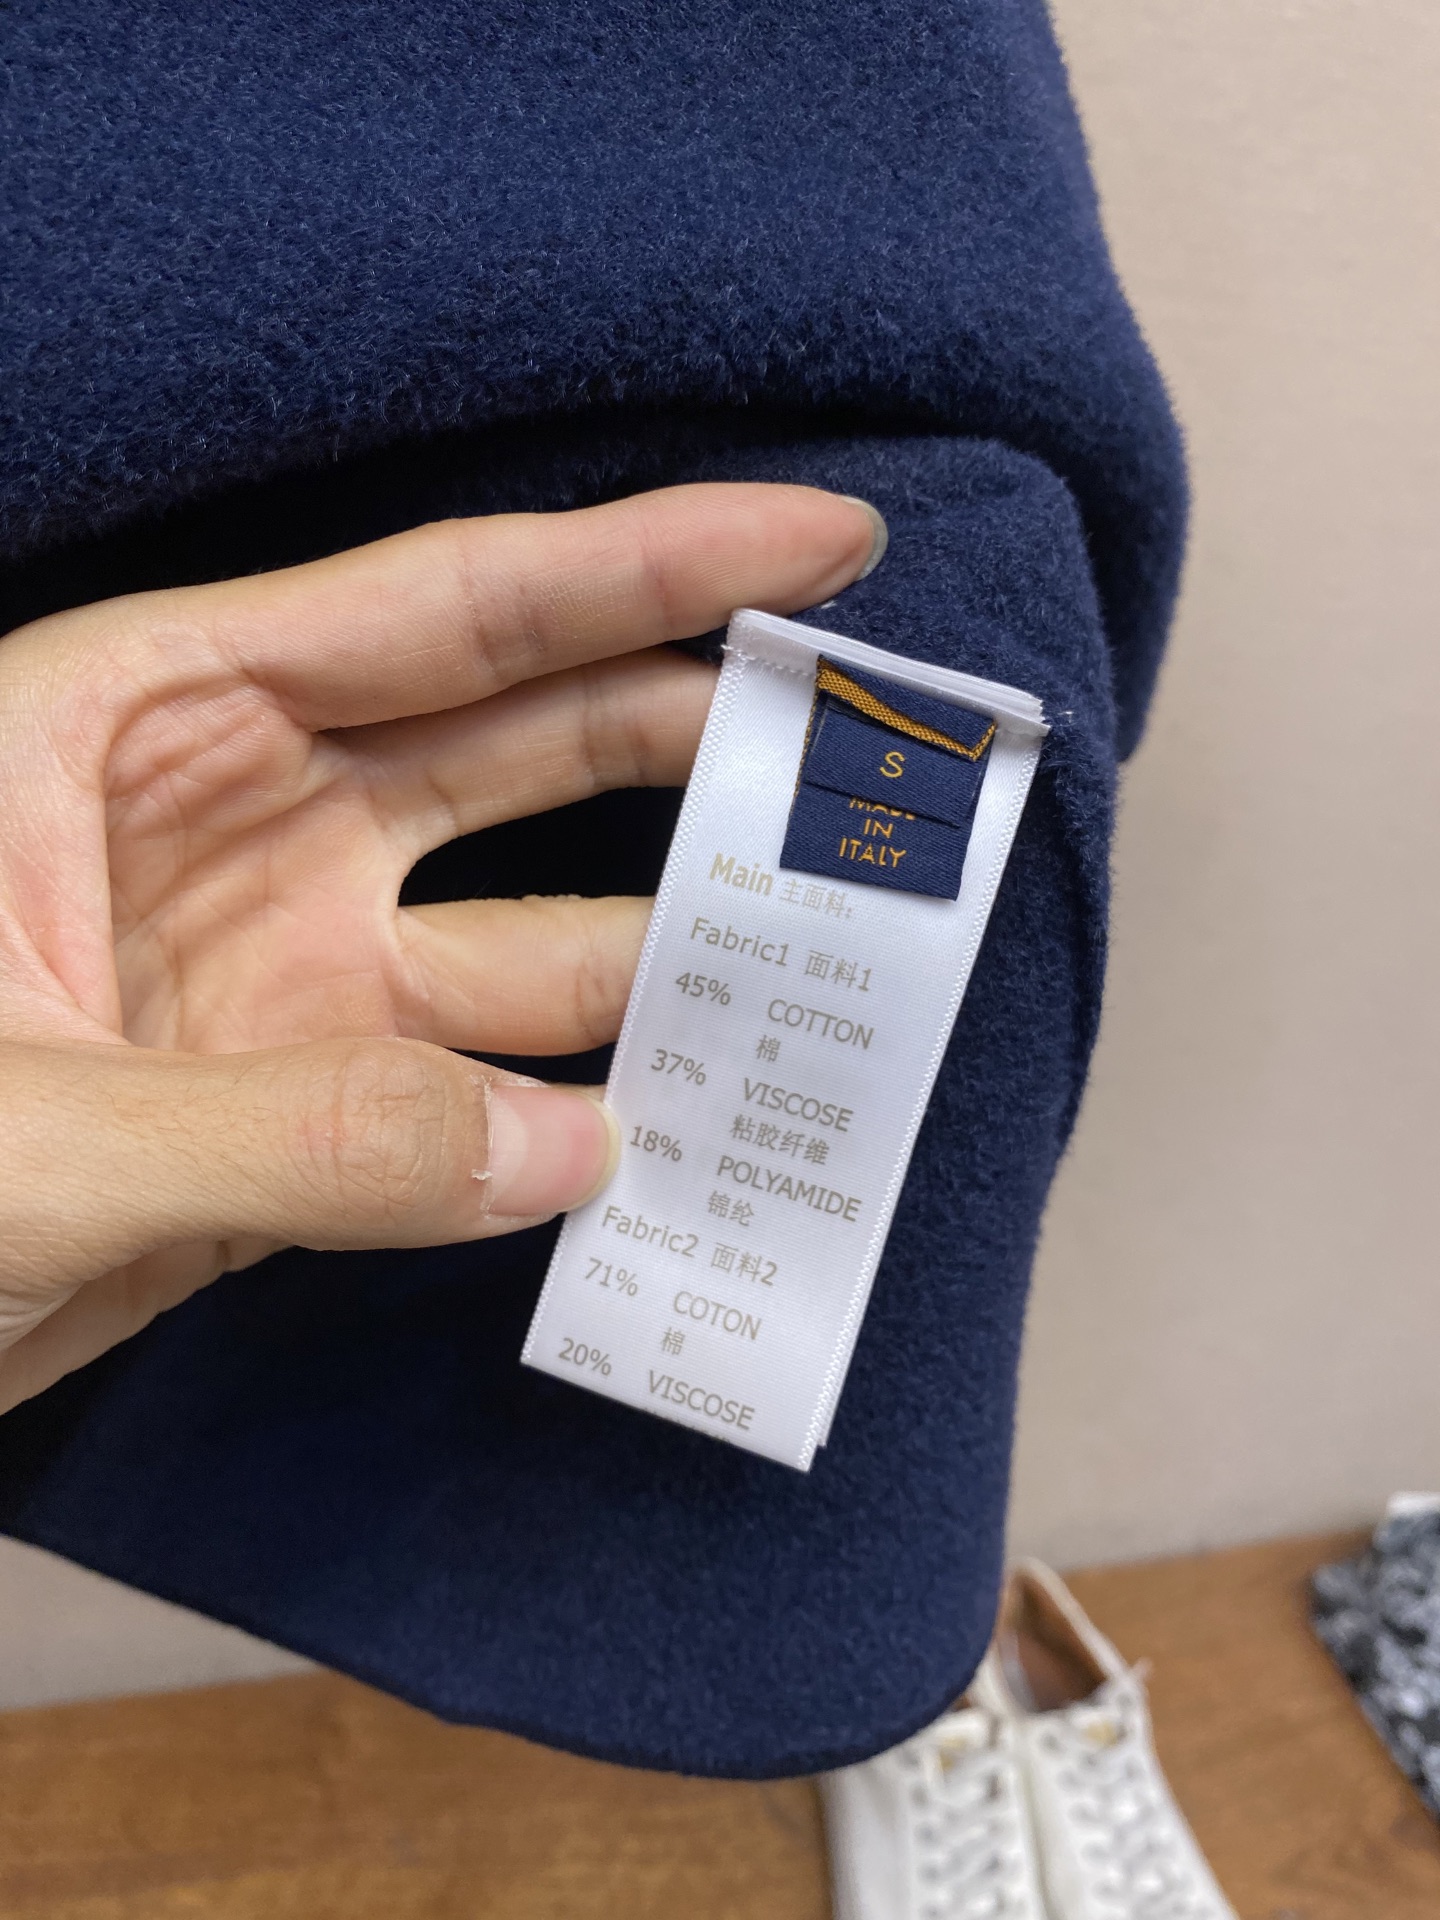 S
MADE
IN
ITALY
Main 主面料:
Fabric1 面料1
45% COTTON
棉
37% VISCOSE
粘胶纤维
18% POLYAMIDE
锦纶
Fabric2 面料2
71% COTON
棉
20% VISCOSE